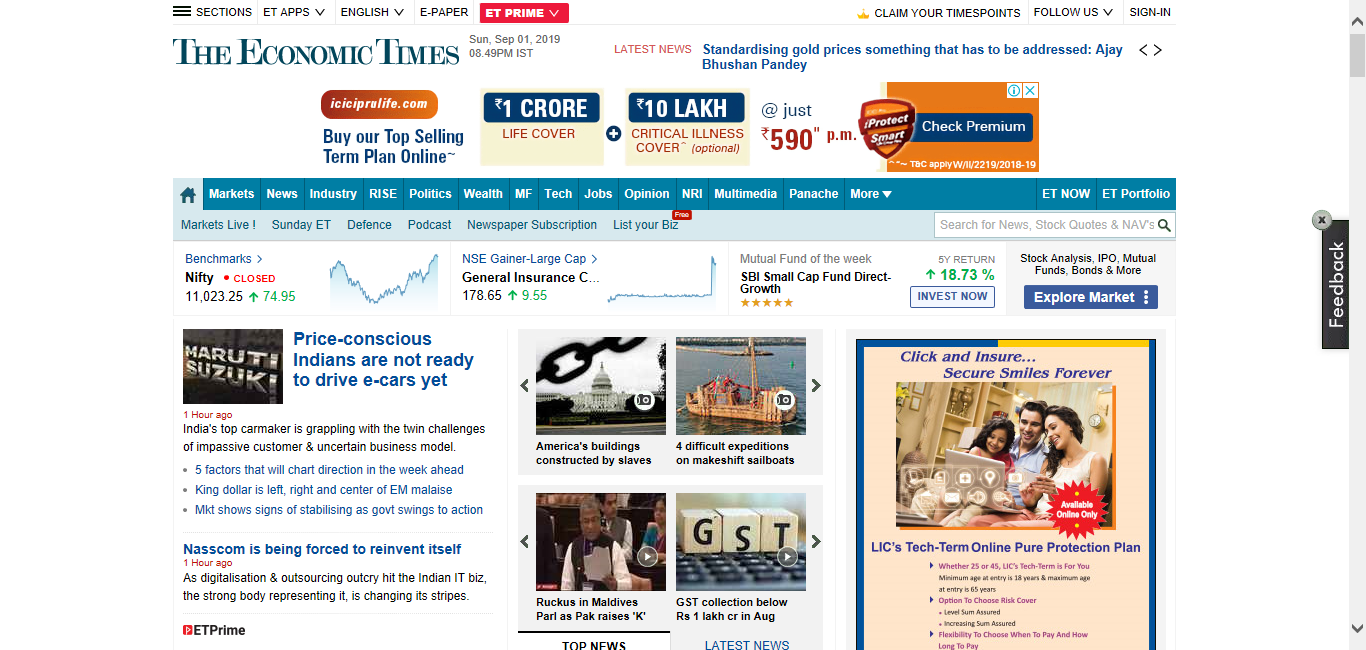 SECTIONS ET APPS ENGLISH E-PAPER ET PRIME CLAIM YOUR TIMESPOINTS FOLLOW US SIGN-IN
THE ECONOMIC TIMES
Sun, Sep 01, 2019
08.49PM IST
LATEST NEWS
Standardising gold prices something that has to be addressed: Ajay
Bhushan Pandey
iciciprulife.com
Buy our Top Selling
Term Plan Online~
₹1 CRORE
LIFE COVER
₹10 LAKH
CRITICAL ILLNESS
COVER^ (optional)
@ just
₹590" p.m.
iProtect
Smart
Check Premium
T&C apply W/II/2219/2018-19
Markets News Industry RISE Politics Wealth MF Tech Jobs Opinion NRI Multimedia Panache More ET NOW ET Portfolio
Markets Live ! Sunday ET Defence Podcast Newspaper Subscription List your Biz Free
Search for News, Stock Quotes & NAV's
x
Feedback
Benchmarks
Nifty • CLOSED
11,023.25 74.95
NSE Gainer-Large Cap
General Insurance C...
178.65 9.55
Mutual Fund of the week
SBI Small Cap Fund Direct-
Growth
★★★★★
5Y RETURN
18.73 %
INVEST NOW
Stock Analysis, IPO, Mutual
Funds, Bonds & More
Explore Market
MARUTI
SUZUKI
Price-conscious
Indians are not ready
to drive e-cars yet
1 Hour ago
India's top carmaker is grappling with the twin challenges
of impassive customer & uncertain business model.
• 5 factors that will chart direction in the week ahead
• King dollar is left, right and center of EM malaise
• Mkt shows signs of stabilising as govt swings to action
Nasscom is being forced to reinvent itself
1 Hour ago
As digitalisation & outsourcing outcry hit the Indian IT biz,
the strong body representing it, is changing its stripes.
ETPrime
America's buildings
constructed by slaves
4 difficult expeditions
on makeshift sailboats
GST
Ruckus in Maldives
Parl as Pak raises 'K'
GST collection below
Rs 1 lakh cr in Aug
TOP NEWS
LATEST NEWS
Click and Insure...
Secure Smiles Forever
Available
Online Only
LIC's Tech-Term Online Pure Protection Plan
Whether 25 or 45, LIC's Tech-Term is For You
Minimum age at entry is 18 years & maximum age
at entry is 65 years
Option To Choose Risk Cover
• Level Sum Assured
• Increasing Sum Assured
Flexibility To Choose When To Pay And How
Long To Pay